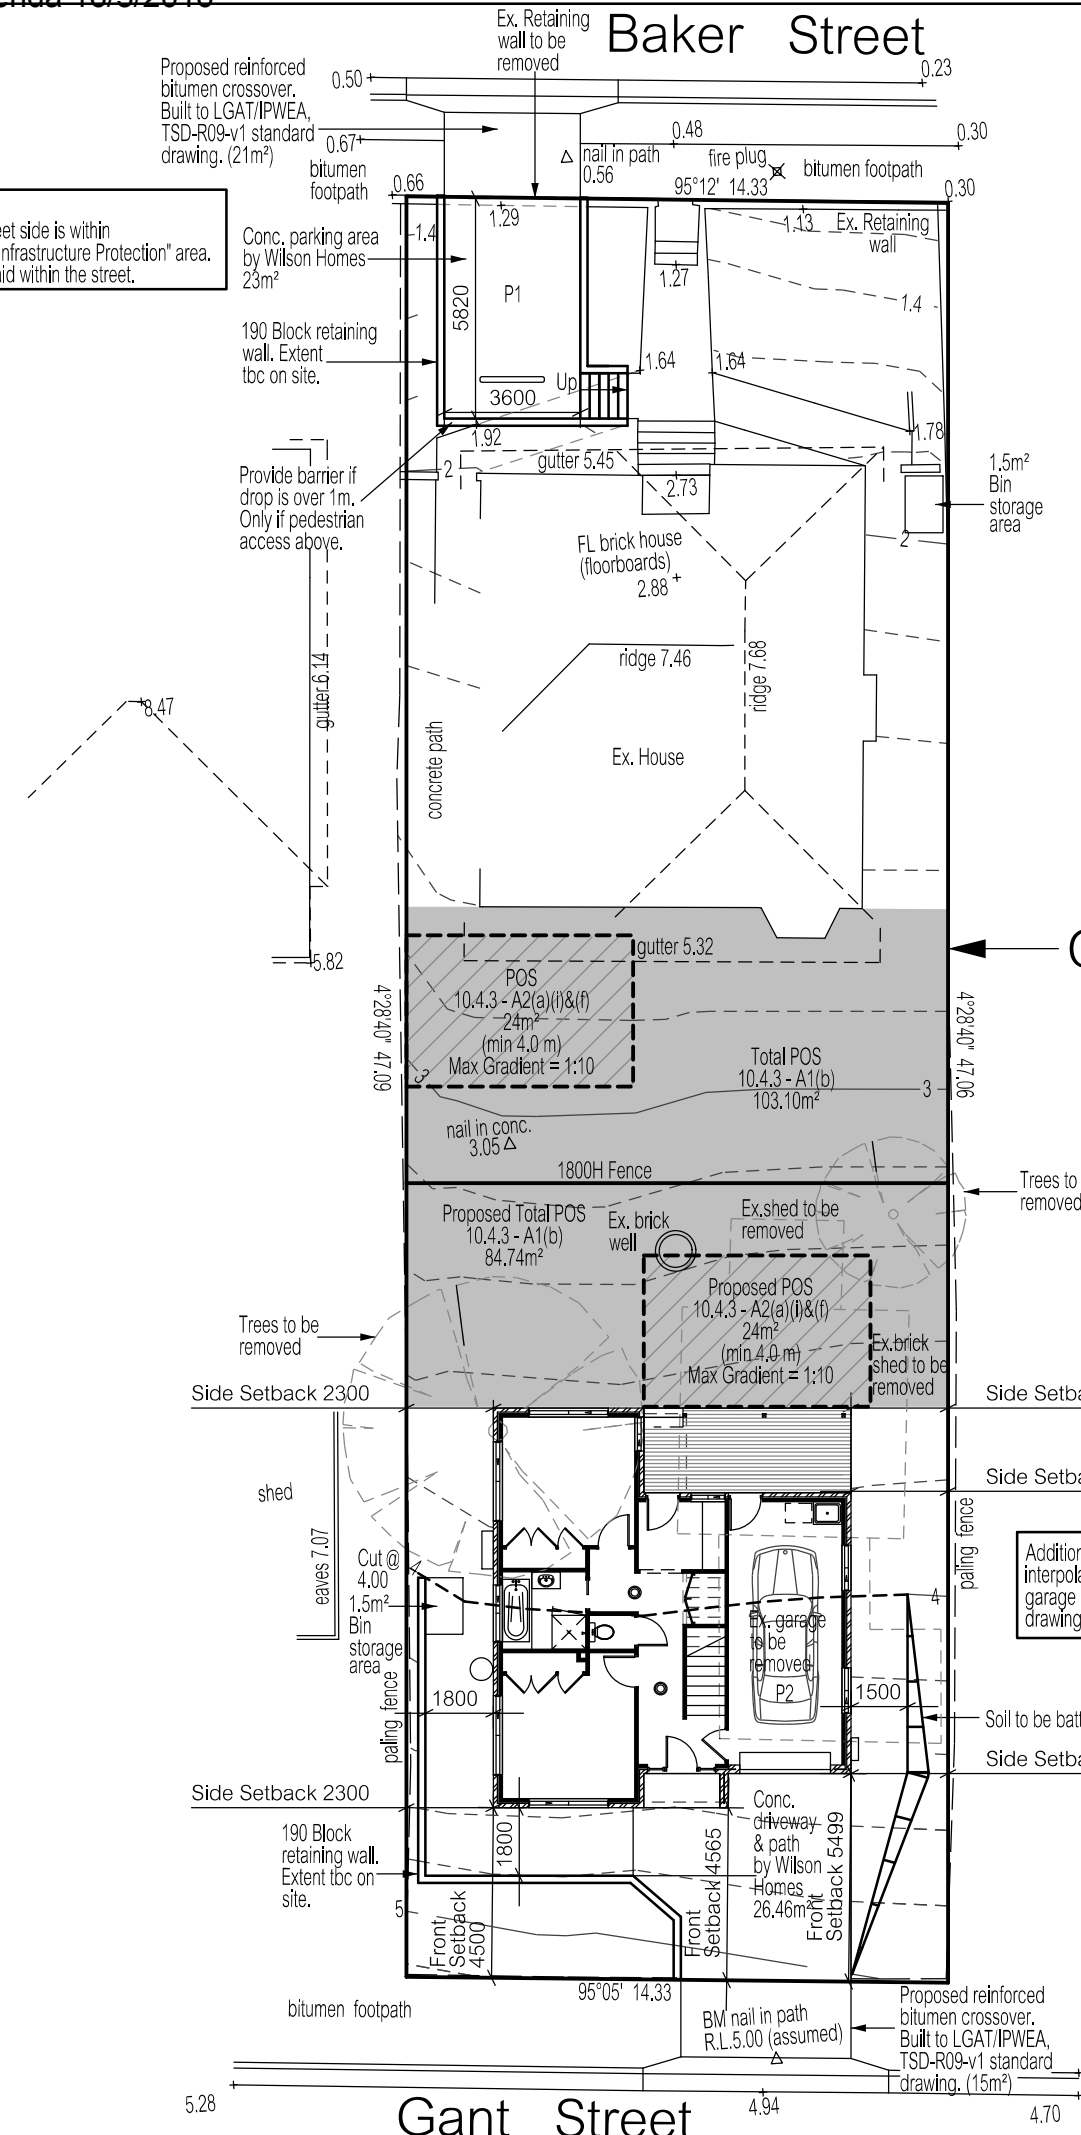 Baker Street
Ex. Retaining
wall to be
removed
Proposed reinforced
bitumen crossover.
Built to LGAT/IPWEA,
TSD-R09-v1 standard
drawing. (21m²)
0.50
0.23
0.67
0.48
0.30
bitumen
footpath
nail in path
0.56
fire plug
bitumen footpath
95°12' 14.33
0.66
0.30
eet side is within
nfrastructure Protection" area.
id within the street.
Conc. parking area
by Wilson Homes
23m²
1.4
1.29
1.13
Ex. Retaining
wall
1.27
P1
5820
1.4
190 Block retaining
wall. Extent
tbc on site.
1.64
1.64
Up
3600
1.92
1.78
2
gutter 5.45
Provide barrier if
drop is over 1m.
Only if pedestrian
access above.
2.73
1.5m²
Bin
storage
area
2
FL brick house
(floorboards)
2.88
ridge 7.46
ridge 7.68
gutter 6.14
8.47
Ex. House
concrete path
gutter 5.32
5.82
POS
10.4.3 - A2(a)(i)&(f)
24m²
(min 4.0 m)
Max Gradient = 1:10
4°28'40" 47.09
4°28'40" 47.06
Total POS
10.4.3 - A1(b)
103.10m²
3
3
nail in conc.
3.05
1800H Fence
Trees to
removed
Proposed Total POS
10.4.3 - A1(b)
84.74m²
Ex. brick
well
Ex.shed to be
removed
Proposed POS
10.4.3 - A2(a)(i)&(f)
24m²
(min 4.0 m)
Max Gradient = 1:10
Trees to be
removed
Ex.brick
shed to be
removed
Side Setback 2300
Side Setba
Side Setba
shed
eaves 7.07
paling fence
Cut @
4.00
1.5m²
Bin
storage
area
4
4
Addition
interpola
garage
drawing
Ex. garage
to be
removed
P2
1800
1500
paling fence
Soil to be batt
Side Setba
Side Setback 2300
190 Block
retaining wall.
Extent tbc on
site.
1800
Conc.
driveway
& path
by Wilson
Homes
26.46m²
5
Front
Setback
4500
Front
Setback 4565
Front
Setback 5499
95°05' 14.33
bitumen footpath
BM nail in path
R.L.5.00 (assumed)
Proposed reinforced
bitumen crossover.
Built to LGAT/IPWEA,
TSD-R09-v1 standard
drawing. (15m²)
5.28
4.94
4.70
Gant Street